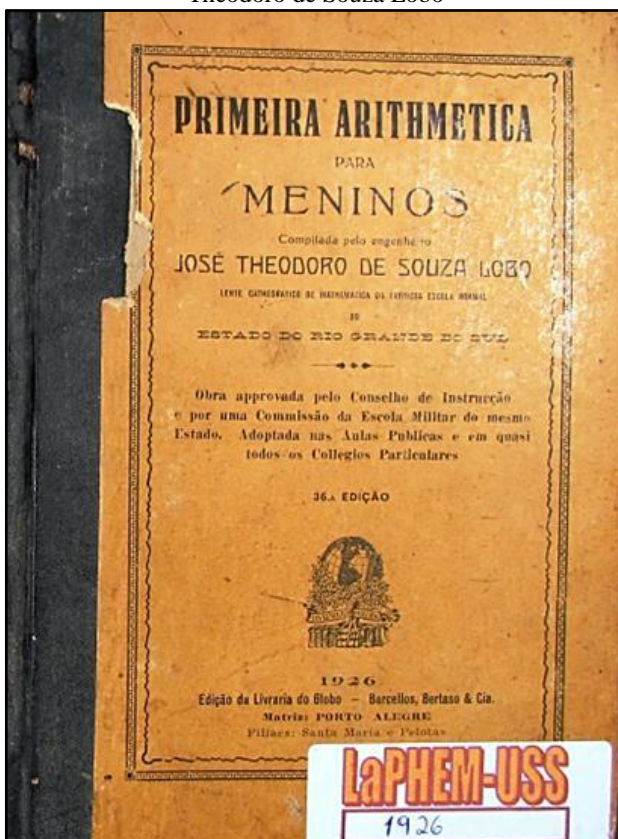 Theodoro de Souza Lobo
PRIMEIRA ARITHMETICA
PARA
MENINOS
Compilada pelo engenheiro
JOSÉ THEODORO DE SOUZA LOBO
LENTE CATHEDRATICO DE MATHEMATICA DA EXTINCTA ESCOLA NORMAL
DO
ESTADO DO RIO GRANDE DO SUL
Obra approvada pelo Conselho de Instrucção
e por uma Commissão da Escola Militar do mesmo
Estado. Adoptada nas Aulas Publicas e em quasi
todos os Collegios Particulares
36.a EDIÇÃO
1926
Edição da Livraria do Globo — Barcellos, Bertaso & Cia.
Matriz: PORTO ALEGRE
Filiaes: Santa Maria e Pelotas
LaPHEM-USS
1926